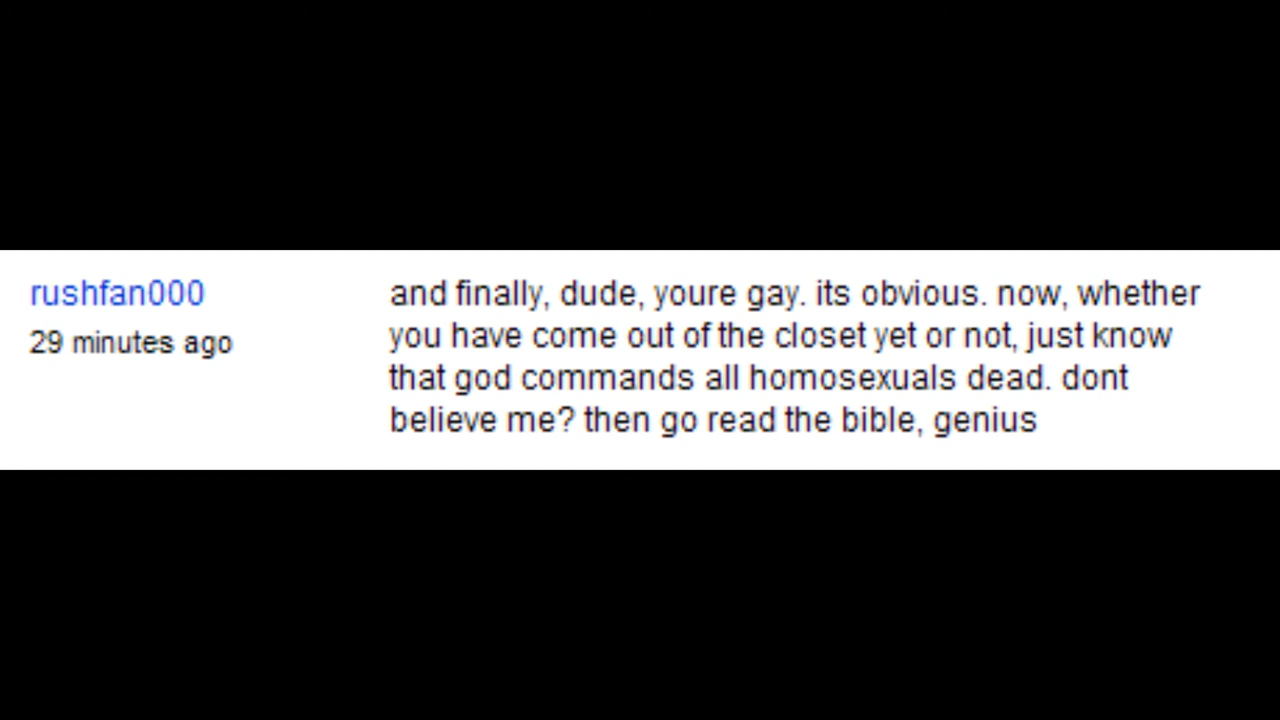 rushfan000
29 minutes ago
and finally, dude, youre gay. its obvious. now, whether
you have come out of the closet yet or not, just know
that god commands all homosexuals dead. dont
believe me? then go read the bible, genius